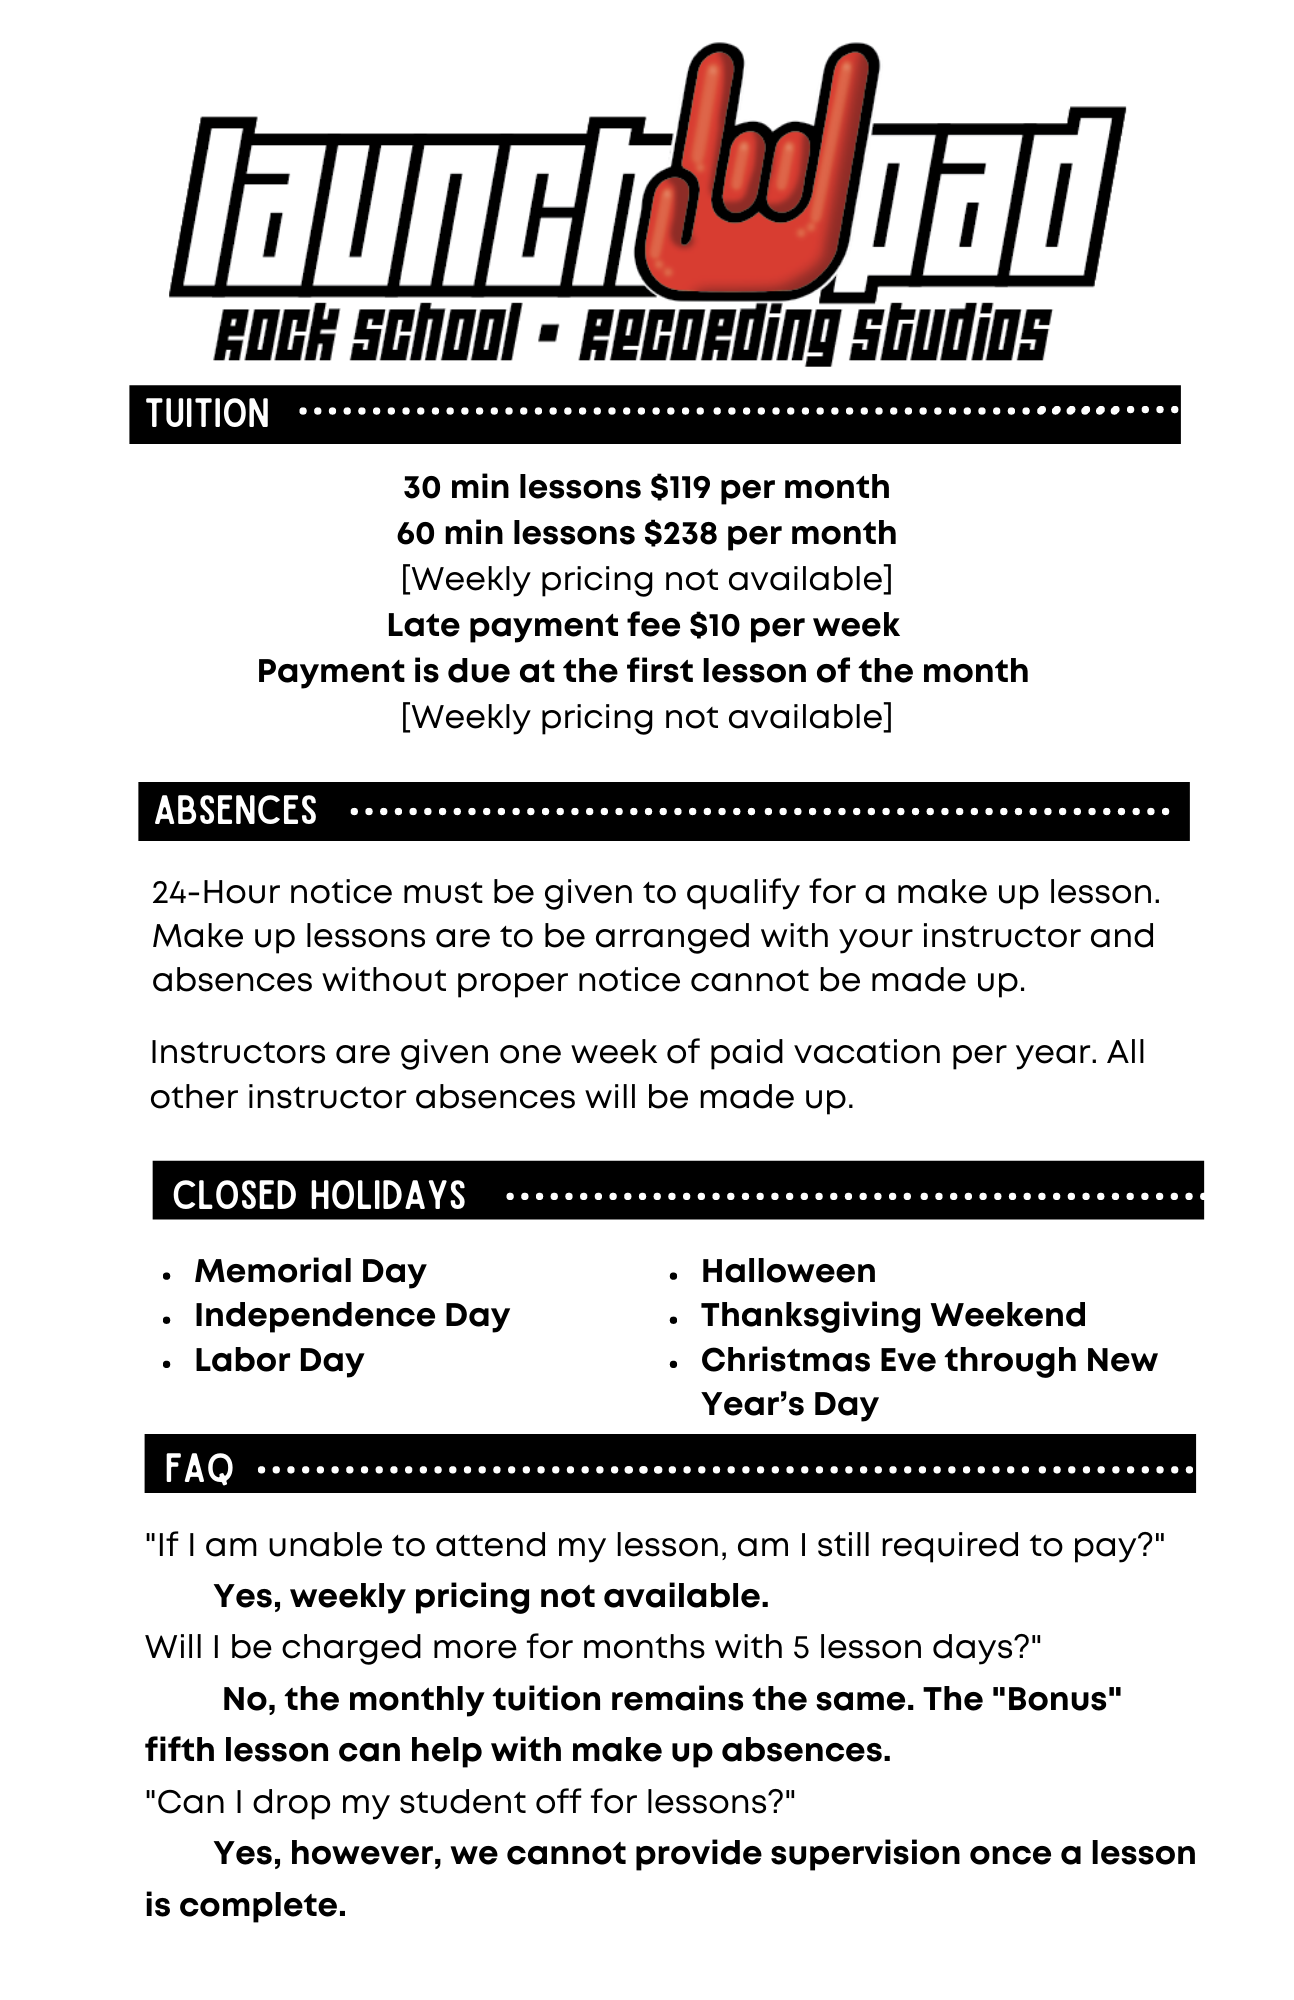 launch pad
Rock School - Recording Studios
TUITION
30 min lessons $119 per month
60 min lessons $238 per month
[Weekly pricing not available]
Late payment fee $10 per week
Payment is due at the first lesson of the month
[Weekly pricing not available]
ABSENCES
24-Hour notice must be given to qualify for a make up lesson.
Make up lessons are to be arranged with your instructor and
absences without proper notice cannot be made up.
Instructors are given one week of paid vacation per year. All
other instructor absences will be made up.
CLOSED HOLIDAYS
• Memorial Day
• Independence Day
• Labor Day
• Halloween
• Thanksgiving Weekend
• Christmas Eve through New
Year’s Day
FAQ
"If I am unable to attend my lesson, am I still required to pay?"
Yes, weekly pricing not available.
Will I be charged more for months with 5 lesson days?"
No, the monthly tuition remains the same. The "Bonus"
fifth lesson can help with make up absences.
"Can I drop my student off for lessons?"
Yes, however, we cannot provide supervision once a lesson
is complete.